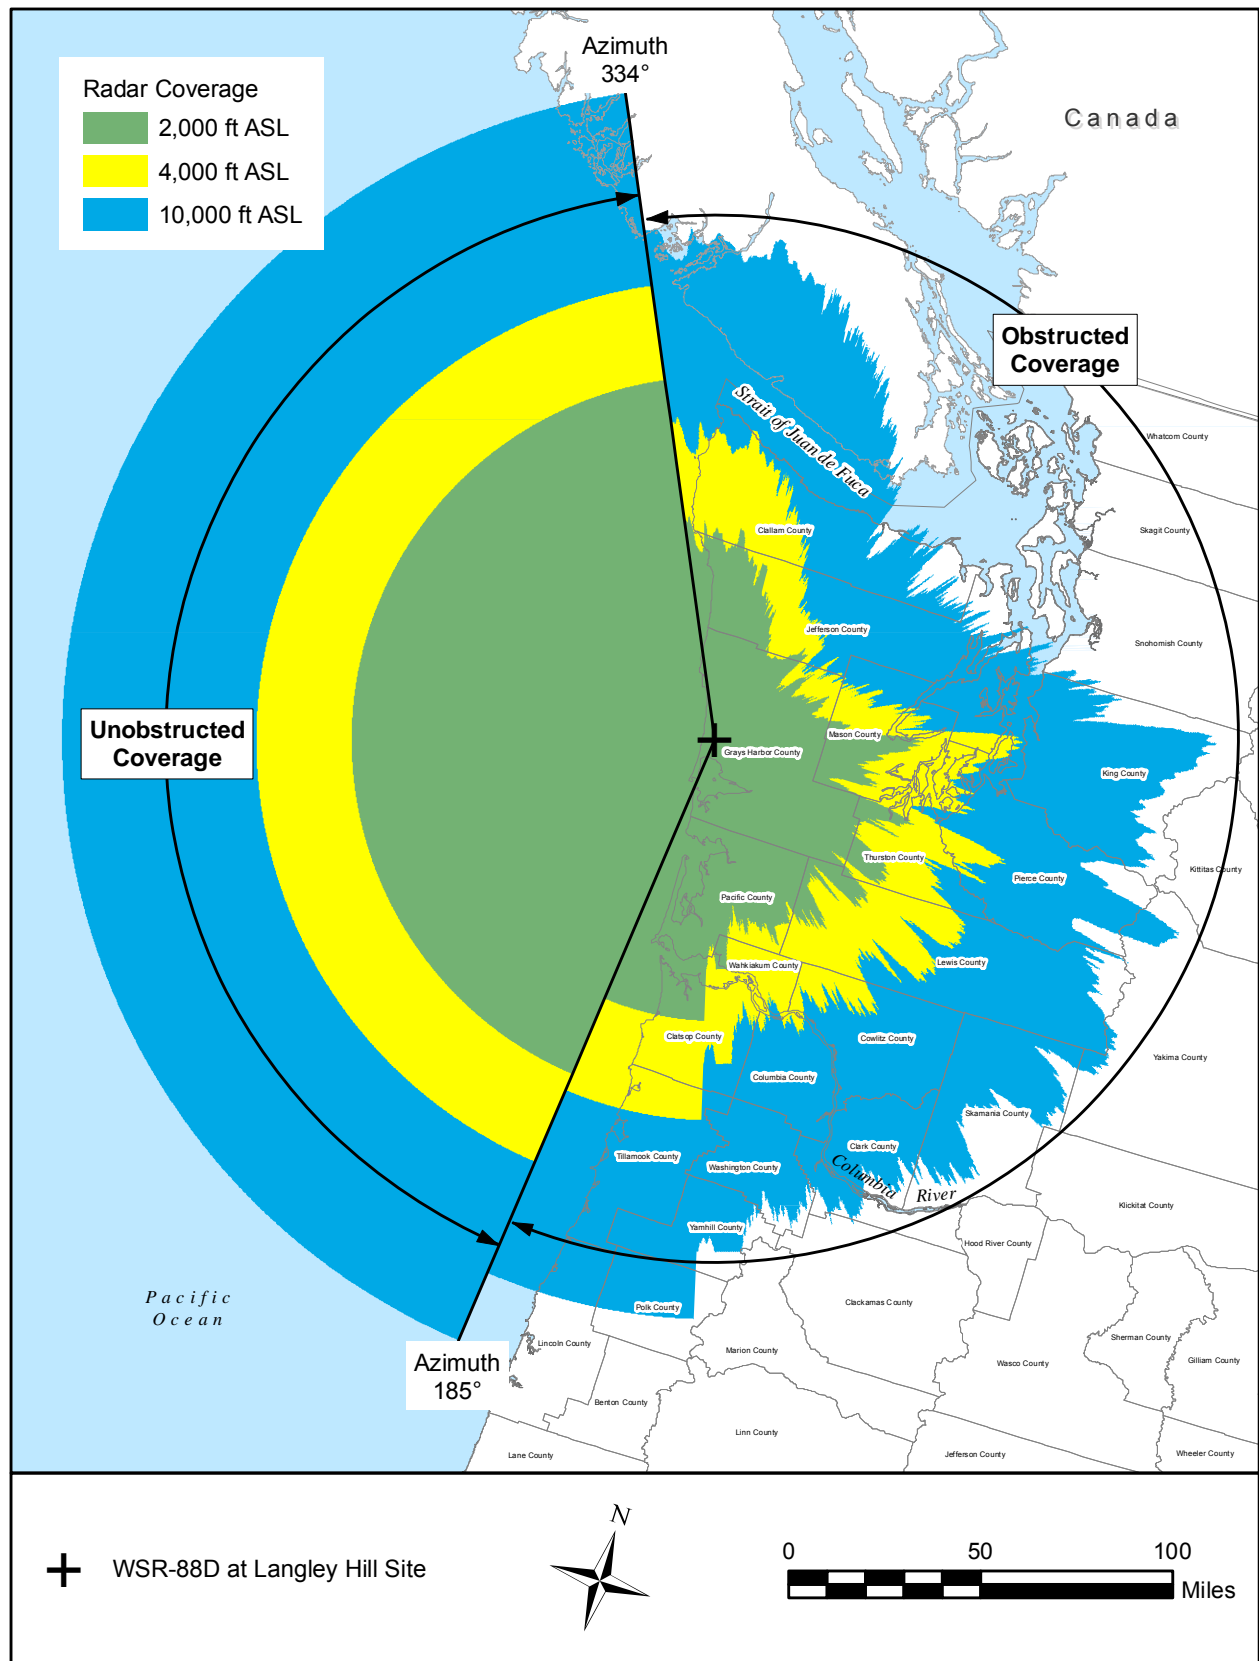 Azimuth
334°
Radar Coverage
2,000 ft ASL
4,000 ft ASL
10,000 ft ASL
Canada
Obstructed
Coverage
Strait of Juan de Fuca
Whatcom County
Skagit County
Clallam County
Jefferson County
Snohomish County
Unobstructed
Coverage
Mason County
Grays Harbor County
King County
Thurston County
Kittitas County
Pierce County
Pacific County
Wahkiakum County
Lewis County
Clatsop County
Cowlitz County
Yakima County
Columbia County
Skamania County
Clark County
Tillamook County
Washington County
Columbia River
Klickitat County
Yamhill County
Hood River County
Pacific
Ocean
Polk County
Clackamas County
Lincoln County
Marion County
Sherman County
Gilliam County
Wasco County
Azimuth
185°
Benton County
Linn County
Lane County
Jefferson County
Wheeler County
N
WSR-88D at Langley Hill Site
0 50 100
Miles